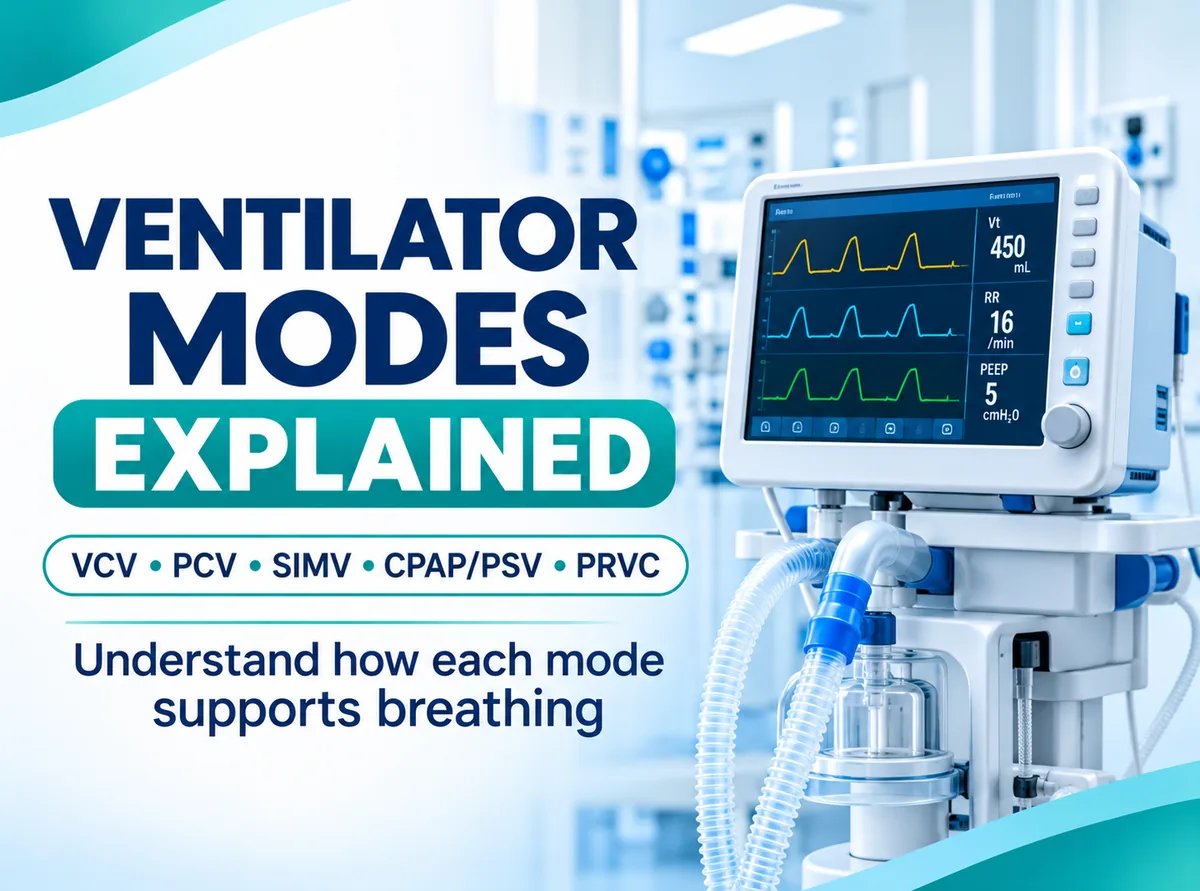 VENTILATOR
MODES
EXPLAINED
VCV • PCV • SIMV • CPAP/PSV • PRVC
Understand how each mode
supports breathing
Vt
450
mL
RR
16
/min
PEEP
5
cmH₂O